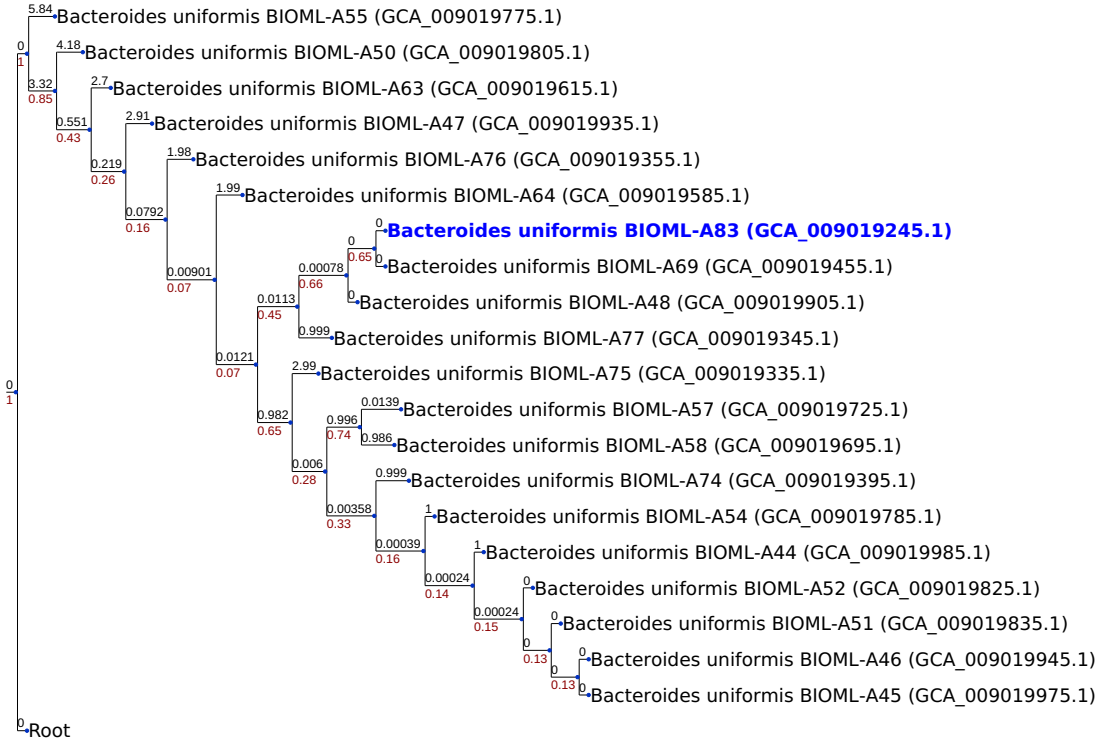 5.84 Bacteroides uniformis BIOML-A55 (GCA_009019775.1)
0
1
4.18 Bacteroides uniformis BIOML-A50 (GCA_009019805.1)
3.32
0.85
2.7 Bacteroides uniformis BIOML-A63 (GCA_009019615.1)
0.551
0.43
2.91 Bacteroides uniformis BIOML-A47 (GCA_009019935.1)
0.219
0.26
1.98 Bacteroides uniformis BIOML-A76 (GCA_009019355.1)
0.0792
0.16
1.99 Bacteroides uniformis BIOML-A64 (GCA_009019585.1)
0.00901
0.07
0 Bacteroides uniformis BIOML-A83 (GCA_009019245.1)
0
0.65
0 Bacteroides uniformis BIOML-A69 (GCA_009019455.1)
0.00078
0.66
0 Bacteroides uniformis BIOML-A48 (GCA_009019905.1)
0.0113
0.45
0.999 Bacteroides uniformis BIOML-A77 (GCA_009019345.1)
0.0121
0.07
2.99 Bacteroides uniformis BIOML-A75 (GCA_009019335.1)
0
1
0.982
0.65
0.0139 Bacteroides uniformis BIOML-A57 (GCA_009019725.1)
0.996
0.74
0.986 Bacteroides uniformis BIOML-A58 (GCA_009019695.1)
0.006
0.28
0.999 Bacteroides uniformis BIOML-A74 (GCA_009019395.1)
0.00358
0.33
1 Bacteroides uniformis BIOML-A54 (GCA_009019785.1)
0.00039
0.16
1 Bacteroides uniformis BIOML-A44 (GCA_009019985.1)
0.00024
0.14
0 Bacteroides uniformis BIOML-A52 (GCA_009019825.1)
0.00024
0.15
0 Bacteroides uniformis BIOML-A51 (GCA_009019835.1)
0
0.13
0 Bacteroides uniformis BIOML-A46 (GCA_009019945.1)
0
0.13
0 Bacteroides uniformis BIOML-A45 (GCA_009019975.1)
0 Root